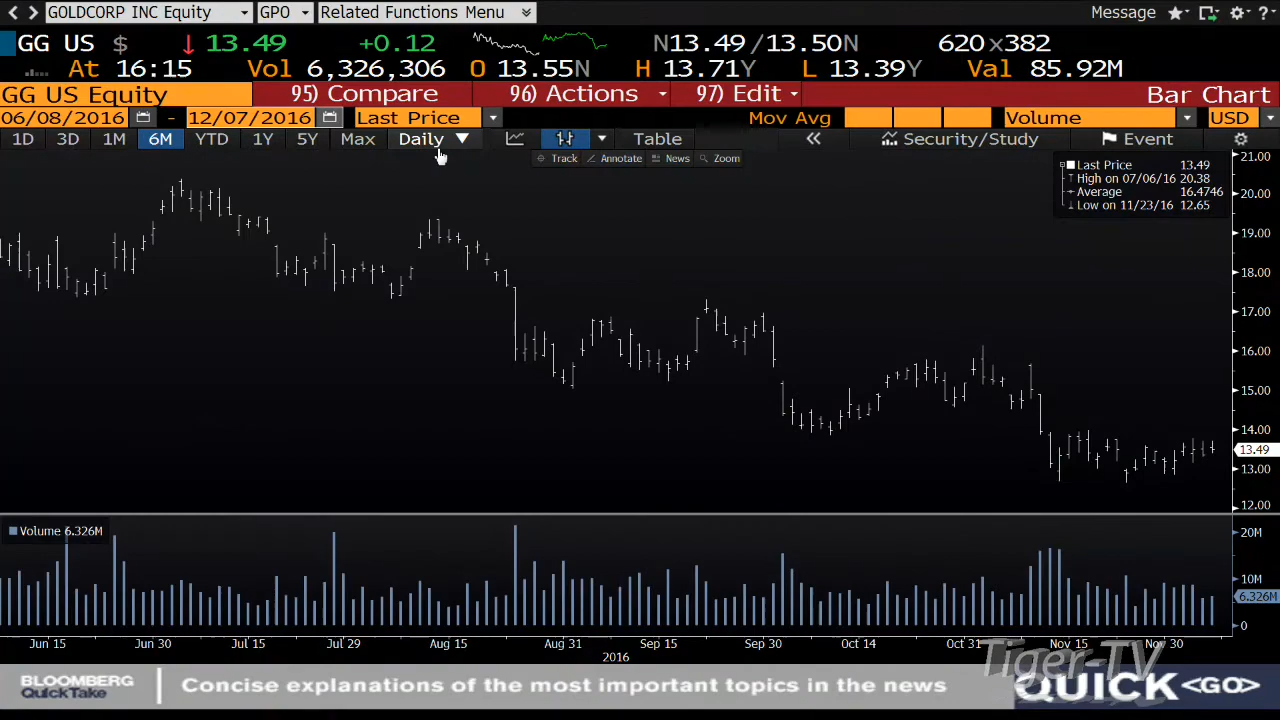 GOLDCORP INC Equity GPO Related Functions Menu Message
GG US $ ↓ 13.49 +0.12 N13.49 / 13.50N 620 x 382
At 16:15 Vol 6,326,306 O 13.55N H 13.71Y L 13.39Y Val 85.92M
GG US Equity 95) Compare 96) Actions 97) Edit Bar Chart
06/08/2016 - 12/07/2016 Last Price Mov Avg Volume USD
1D 3D 1M 6M YTD 1Y 5Y Max Daily ▼ Table « Security/Study Event
Track Annotate News Zoom
Last Price 13.49
High on 07/06/16 20.38
Average 16.4746
Low on 11/23/16 12.65
21.00
20.00
19.00
18.00
17.00
16.00
15.00
14.00
13.49
13.00
12.00
Volume 6.326M
20M
10M
6.326M
0
Jun 15 Jun 30 Jul 15 Jul 29 Aug 15 Aug 31 Sep 15 Sep 30 Oct 14 Oct 31 Nov 15 Nov 30
2016
Tiger-TV
BLOOMBERG
QuickTake
Concise explanations of the most important topics in the news
QUICK <GO>